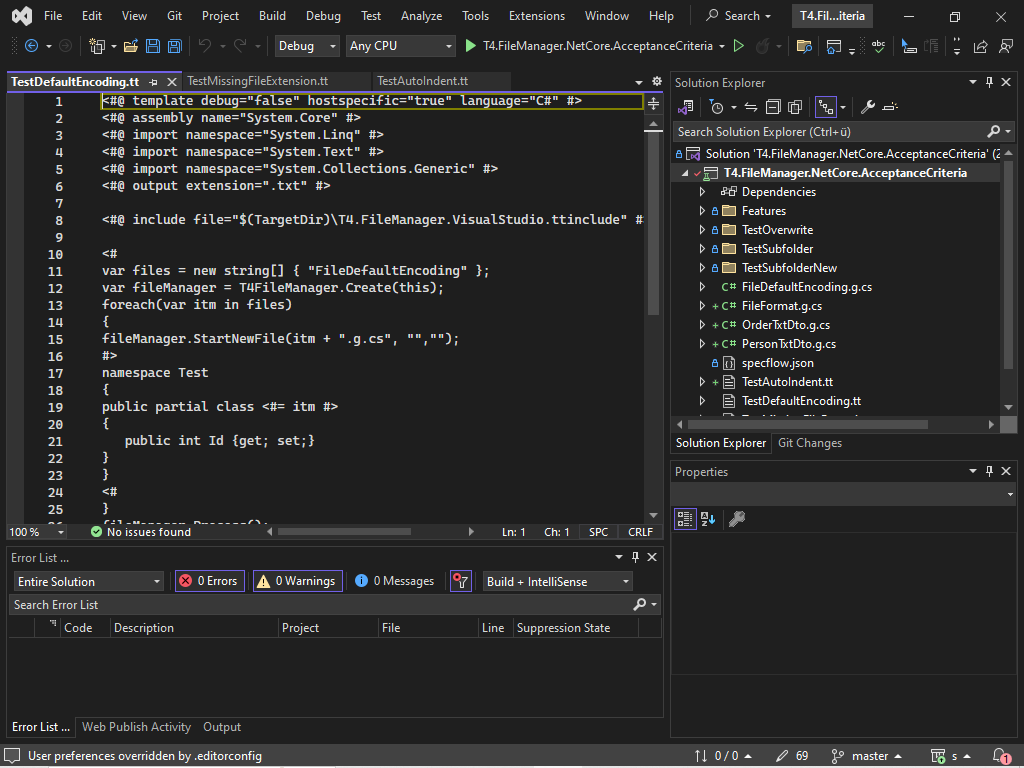 File Edit View Git Project Build Debug Test Analyze Tools Extensions Window Help Search T4.Fil...iteria
Debug Any CPU T4.FileManager.NetCore.AcceptanceCriteria
TestDefaultEncoding.tt TestMissingFileExtension.tt TestAutoIndent.tt
1 <#@ template debug="false" hostspecific="true" language="C#" #>
2 <#@ assembly name="System.Core" #>
3 <#@ import namespace="System.Linq" #>
4 <#@ import namespace="System.Text" #>
5 <#@ import namespace="System.Collections.Generic" #>
6 <#@ output extension=".txt" #>
7
8 <#@ include file="$(TargetDir)\T4.FileManager.VisualStudio.ttinclude" #
9
10 <#
11 var files = new string[] { "FileDefaultEncoding" };
12 var fileManager = T4FileManager.Create(this);
13 foreach(var itm in files)
14 {
15 fileManager.StartNewFile(itm + ".g.cs", "","");
16 #>
17 namespace Test
18 {
19 public partial class <#= itm #>
20 {
21 public int Id {get; set;}
22 }
23 }
24 <#
25 }
26 fileManager.Process();
100 % No issues found Ln: 1 Ch: 1 SPC CRLF
Error List ...
Entire Solution 0 Errors 0 Warnings 0 Messages Build + IntelliSense
Search Error List
Code Description Project File Line Suppression State
Error List ... Web Publish Activity Output
Solution Explorer
Search Solution Explorer (Ctrl+ü)
Solution 'T4.FileManager.NetCore.AcceptanceCriteria' (2
T4.FileManager.NetCore.AcceptanceCriteria
Dependencies
Features
TestOverwrite
TestSubfolder
TestSubfolderNew
C# FileDefaultEncoding.g.cs
+ C# FileFormat.g.cs
+ C# OrderTxtDto.g.cs
+ C# PersonTxtDto.g.cs
specflow.json
+ TestAutoIndent.tt
TestDefaultEncoding.tt
Solution Explorer Git Changes
Properties
User preferences overridden by .editorconfig 0 / 0 69 master s 1